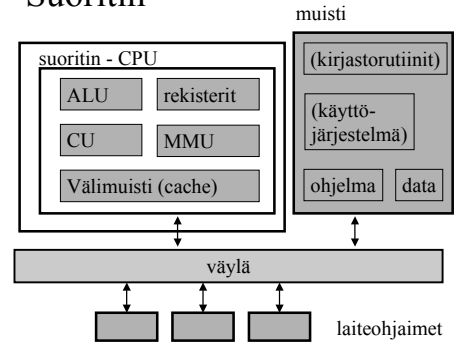 Suoritin
muisti
suoritin - CPU
ALU
rekisterit
CU
MMU
Välimuisti (cache)
(kirjastorutiinit)
(käyttö-
järjestelmä)
ohjelma
data
väylä
laiteohjaimet